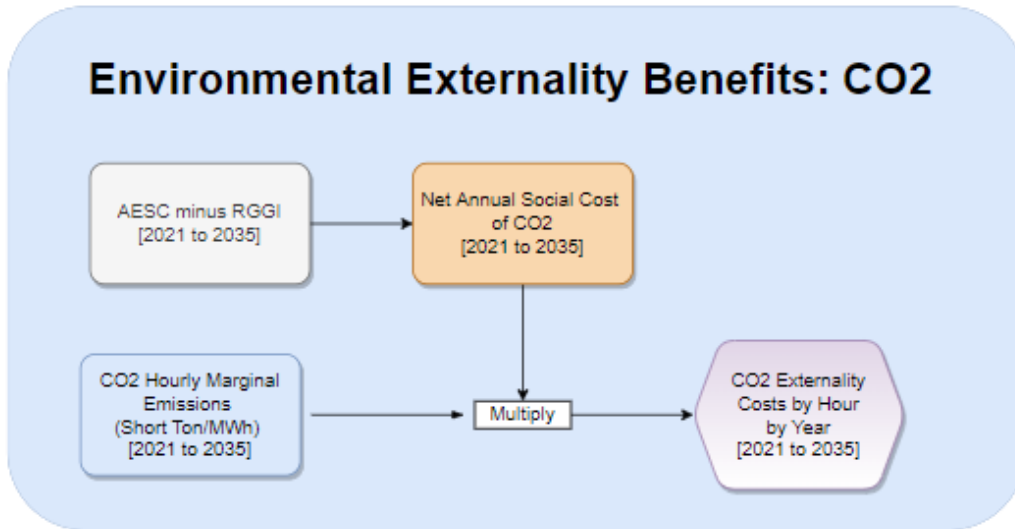 Environmental Externality Benefits: CO2
AESC minus RGGI
[2021 to 2035]
Net Annual Social Cost
of CO2
[2021 to 2035]
CO2 Hourly Marginal
Emissions
(Short Ton/MWh)
[2021 to 2035]
Multiply
CO2 Externality
Costs by Hour
by Year
[2021 to 2035]